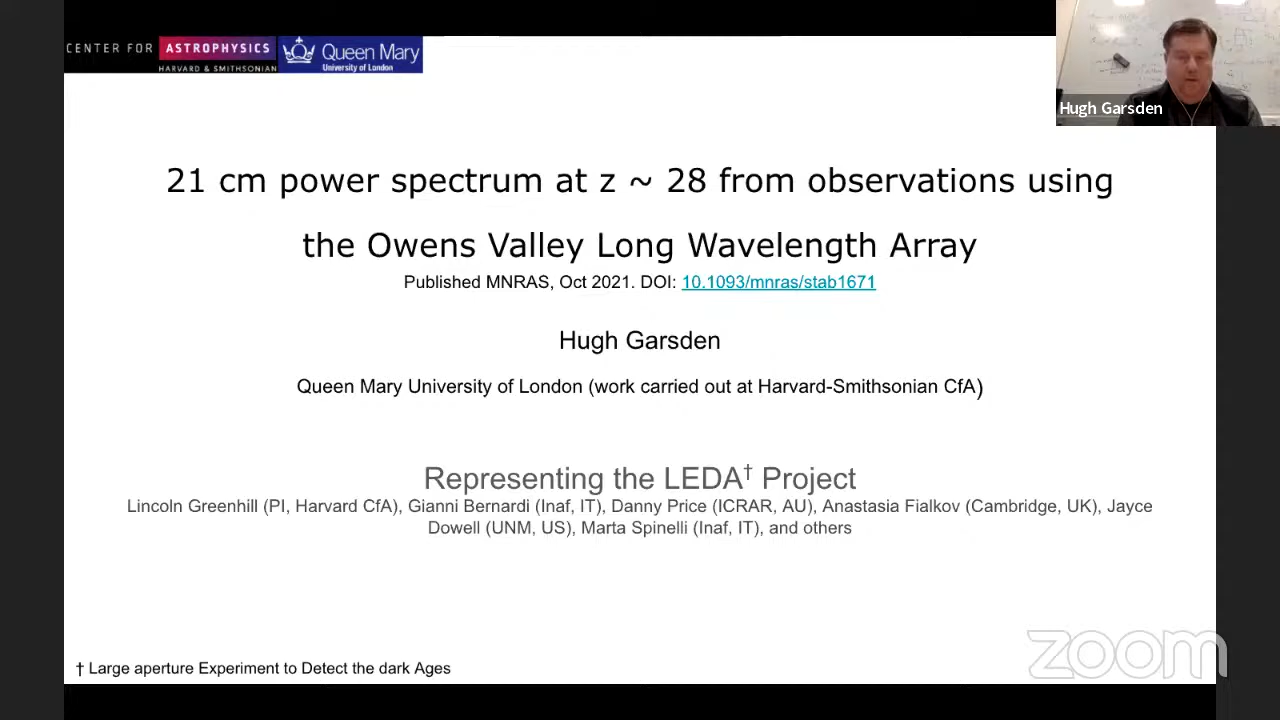 CENTER FOR ASTROPHYSICS
HARVARD & SMITHSONIAN
Queen Mary
University of London
Hugh Garsden
21 cm power spectrum at z ~ 28 from observations using
the Owens Valley Long Wavelength Array
Published MNRAS, Oct 2021. DOI: 10.1093/mnras/stab1671
Hugh Garsden
Queen Mary University of London (work carried out at Harvard-Smithsonian CfA)
Representing the LEDA† Project
Lincoln Greenhill (PI, Harvard CfA), Gianni Bernardi (Inaf, IT), Danny Price (ICRAR, AU), Anastasia Fialkov (Cambridge, UK), Jayce
Dowell (UNM, US), Marta Spinelli (Inaf, IT), and others
zoom
† Large aperture Experiment to Detect the dark Ages